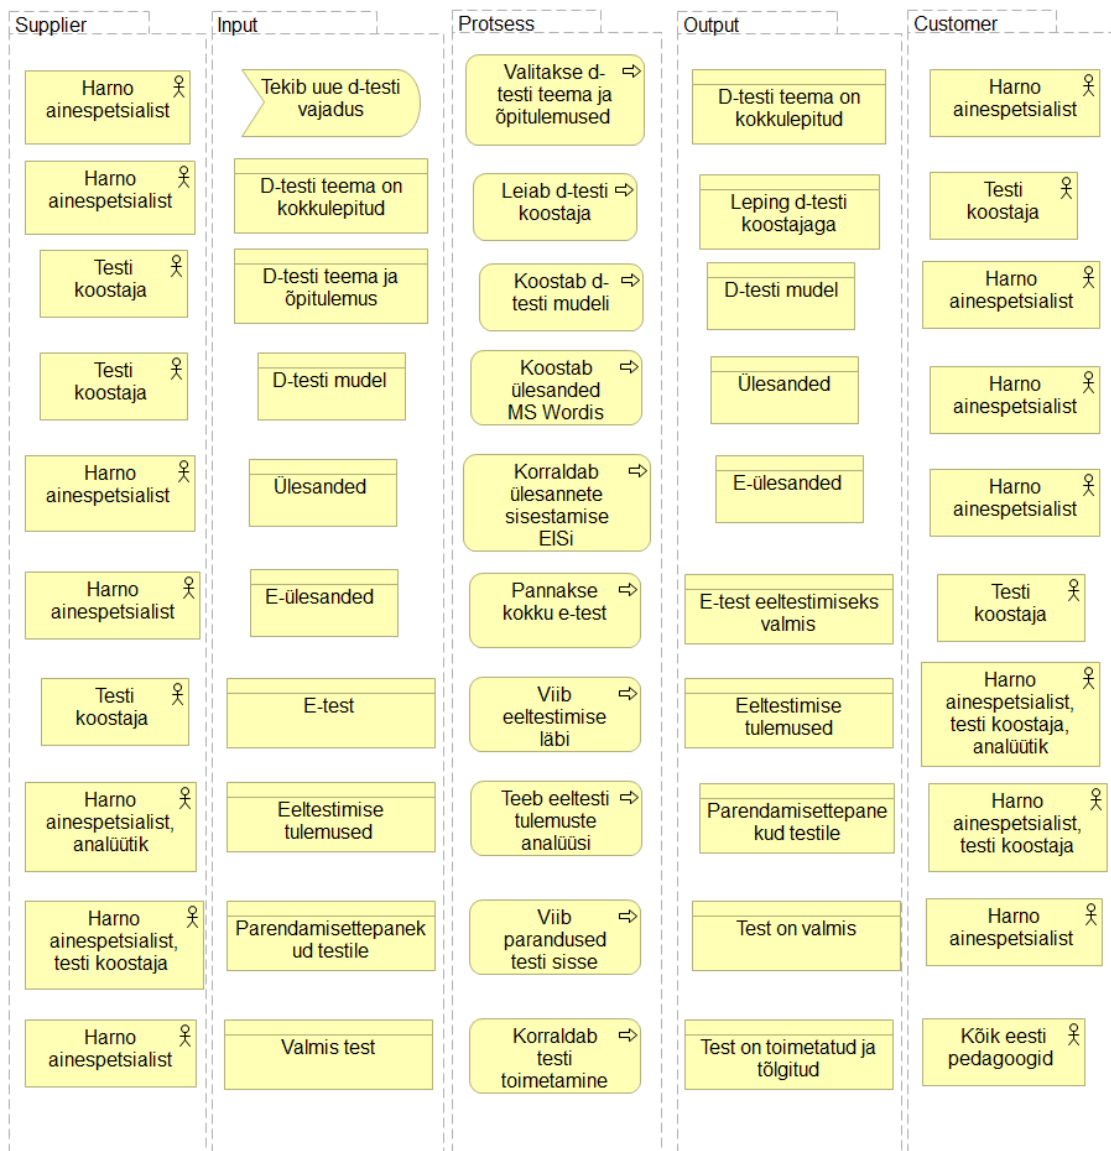 Supplier
Input
Protsess
Output
Customer
Harno
ainespetsialist
Tekib uue d-testi
vajadus
Valitakse d-
testi teema ja
õpitulemused
D-testi teema on
kokkulepitud
Harno
ainespetsialist
Harno
ainespetsialist
D-testi teema on
kokkulepitud
Leiab d-testi
koostaja
Leping d-testi
koostajaga
Testi
koostaja
Testi
koostaja
D-testi teema ja
õpitulemus
Koostab d-
testi mudeli
D-testi mudel
Harno
ainespetsialist
Testi
koostaja
D-testi mudel
Koostab
ülesanded
MS Wordis
Ülesanded
Harno
ainespetsialist
Harno
ainespetsialist
Ülesanded
Korraldab
ülesannete
sisestamise
EISi
E-ülesanded
Harno
ainespetsialist
Harno
ainespetsialist
E-ülesanded
Pannakse
kokku e-test
E-test eeltestimiseks
valmis
Testi
koostaja
Testi
koostaja
E-test
Viib
eeltestimise
läbi
Eeltestimise
tulemused
Harno
ainespetsialist,
testi koostaja,
analüütik
Harno
ainespetsialist,
analüütik
Eeltestimise
tulemused
Teeb eeltesti
tulemuste
analüüsi
Parendamisettepane
kud testile
Harno
ainespetsialist,
testi koostaja
Harno
ainespetsialist,
testi koostaja
Parendamisettepanek
ud testile
Viib
parandused
testi sisse
Test on valmis
Harno
ainespetsialist
Harno
ainespetsialist
Valmis test
Korraldab
testi
toimetamine
Test on toimetatud ja
tõlgitud
Kõik eesti
pedagoogid